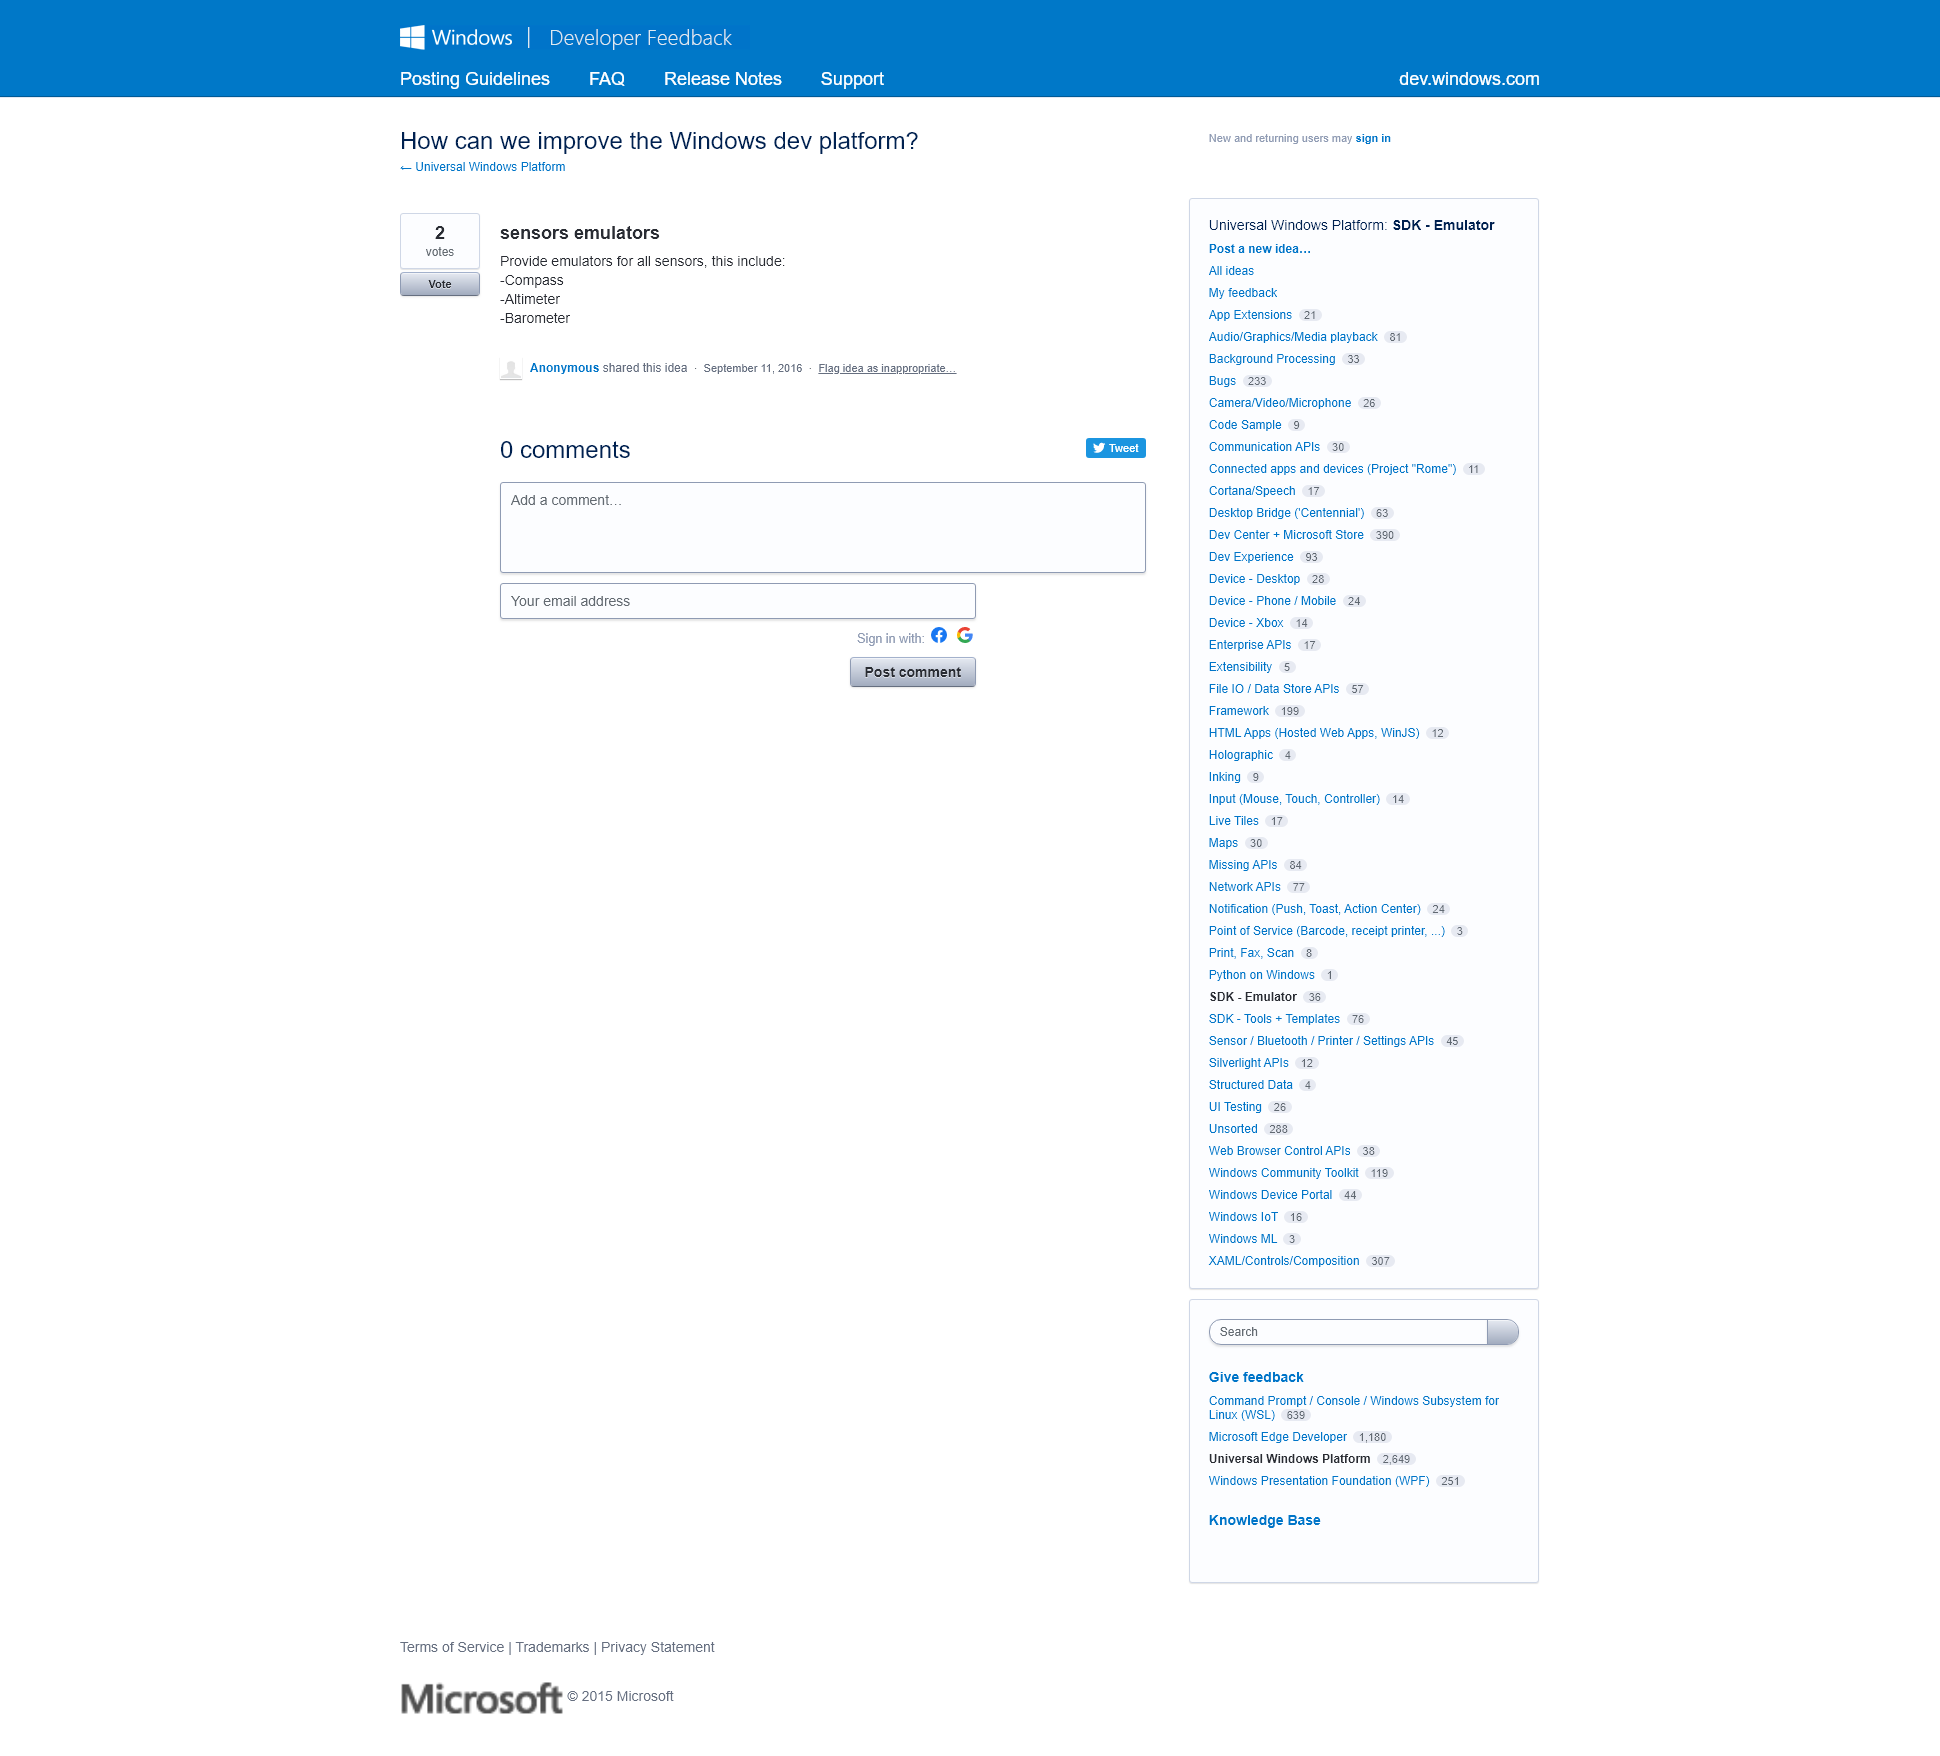 Windows | Developer Feedback
Posting Guidelines FAQ Release Notes Support dev.windows.com
How can we improve the Windows dev platform?
← Universal Windows Platform
New and returning users may sign in
2
votes
Vote
sensors emulators
Provide emulators for all sensors, this include:
-Compass
-Altimeter
-Barometer
Anonymous shared this idea · September 11, 2016 · Flag idea as inappropriate…
0 comments
Tweet
Add a comment…
Your email address
Sign in with:
Post comment
Universal Windows Platform: SDK - Emulator
Post a new idea…
All ideas
My feedback
App Extensions 21
Audio/Graphics/Media playback 81
Background Processing 33
Bugs 233
Camera/Video/Microphone 26
Code Sample 9
Communication APIs 30
Connected apps and devices (Project "Rome") 11
Cortana/Speech 17
Desktop Bridge ('Centennial') 63
Dev Center + Microsoft Store 390
Dev Experience 93
Device - Desktop 28
Device - Phone / Mobile 24
Device - Xbox 14
Enterprise APIs 17
Extensibility 5
File IO / Data Store APIs 57
Framework 199
HTML Apps (Hosted Web Apps, WinJS) 12
Holographic 4
Inking 9
Input (Mouse, Touch, Controller) 14
Live Tiles 17
Maps 30
Missing APIs 84
Network APIs 77
Notification (Push, Toast, Action Center) 24
Point of Service (Barcode, receipt printer, ...) 3
Print, Fax, Scan 8
Python on Windows 1
SDK - Emulator 36
SDK - Tools + Templates 76
Sensor / Bluetooth / Printer / Settings APIs 45
Silverlight APIs 12
Structured Data 4
UI Testing 26
Unsorted 288
Web Browser Control APIs 38
Windows Community Toolkit 119
Windows Device Portal 44
Windows IoT 16
Windows ML 3
XAML/Controls/Composition 307
Search
Give feedback
Command Prompt / Console / Windows Subsystem for
Linux (WSL) 639
Microsoft Edge Developer 1,180
Universal Windows Platform 2,649
Windows Presentation Foundation (WPF) 251
Knowledge Base
Terms of Service | Trademarks | Privacy Statement
Microsoft © 2015 Microsoft